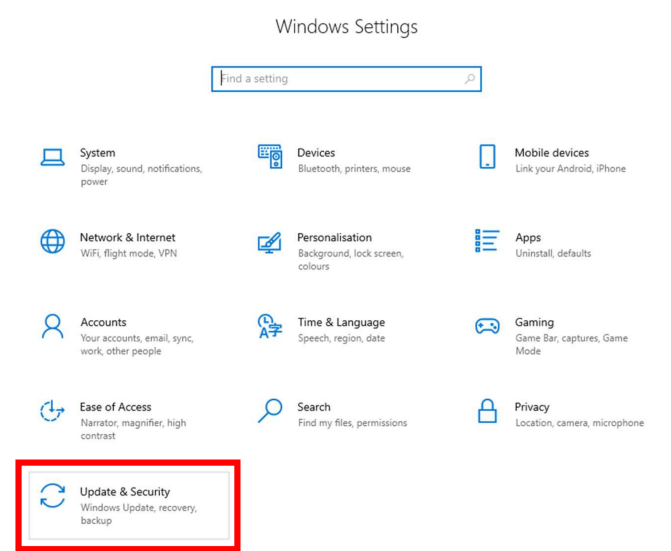 Windows Settings
Find a setting
System
Display, sound, notifications,
power
Devices
Bluetooth, printers, mouse
Mobile devices
Link your Android, iPhone
Network & Internet
WiFi, flight mode, VPN
Personalisation
Background, lock screen,
colours
Apps
Uninstall, defaults
Accounts
Your accounts, email, sync,
work, other people
Time & Language
Speech, region, date
Gaming
Game Bar, captures, Game
Mode
Ease of Access
Narrator, magnifier, high
contrast
Search
Find my files, permissions
Privacy
Location, camera, microphone
Update & Security
Windows Update, recovery,
backup